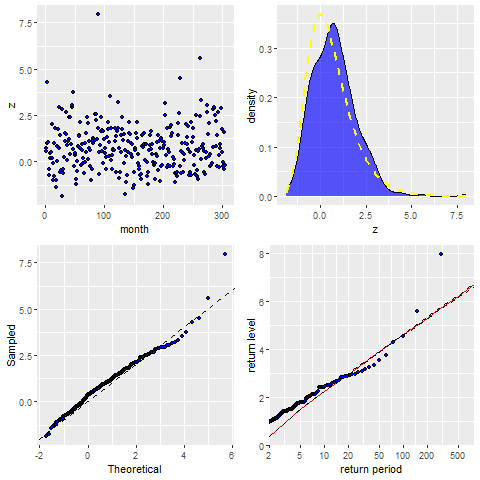 7.5
5.0
2.5
0.0
z
0 100 200 300
month
0.3
0.2
0.1
0.0
density
0.0 2.5 5.0 7.5
z
7.5
5.0
2.5
0.0
Sampled
-2 0 2 4 6
Theoretical
8
6
4
2
0
return level
2 5 10 20 50 100 200 500
return period